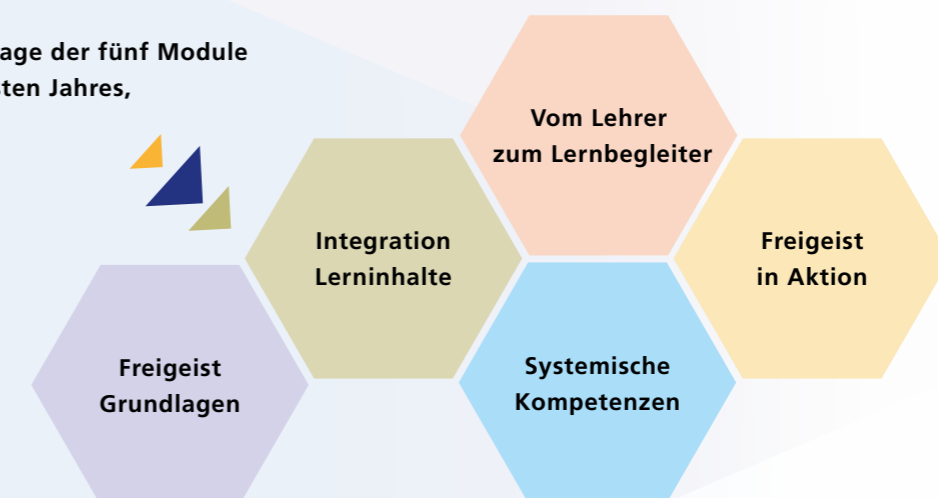 age der fünf Module
ten Jahres,
Vom Lehrer
zum Lernbegleiter
Integration
Lerninhalte
Freigeist
in Aktion
Freigeist
Grundlagen
Systemische
Kompetenzen